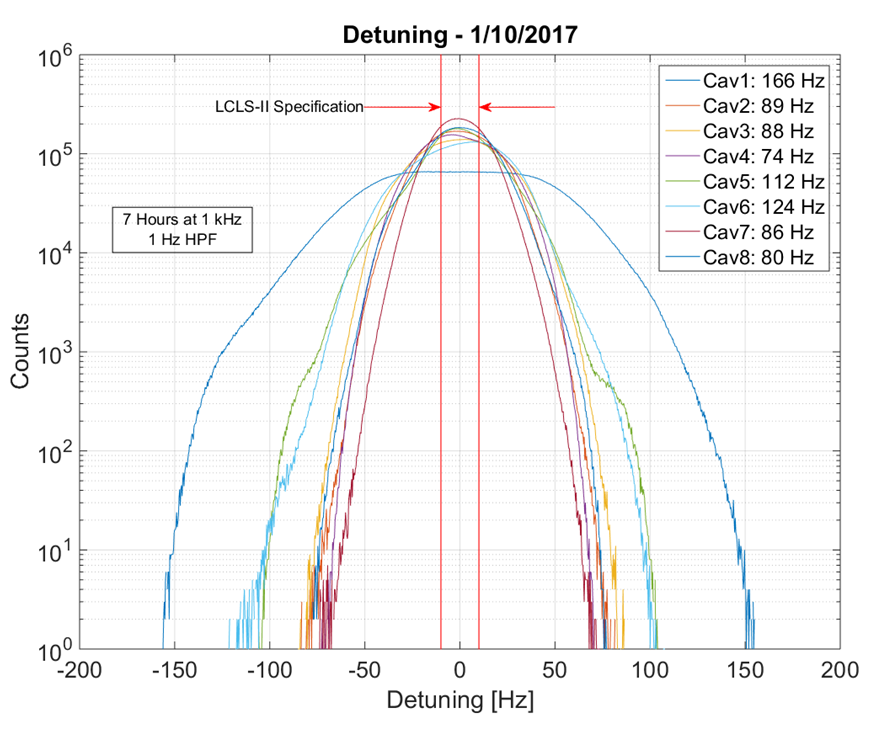 Detuning - 1/10/2017
10^6
10^5
10^4
10^3
10^2
10^1
10^0
Counts
LCLS-II Specification
7 Hours at 1 kHz
1 Hz HPF
Cav1: 166 Hz
Cav2: 89 Hz
Cav3: 88 Hz
Cav4: 74 Hz
Cav5: 112 Hz
Cav6: 124 Hz
Cav7: 86 Hz
Cav8: 80 Hz
-200 -150 -100 -50 0 50 100 150 200
Detuning [Hz]